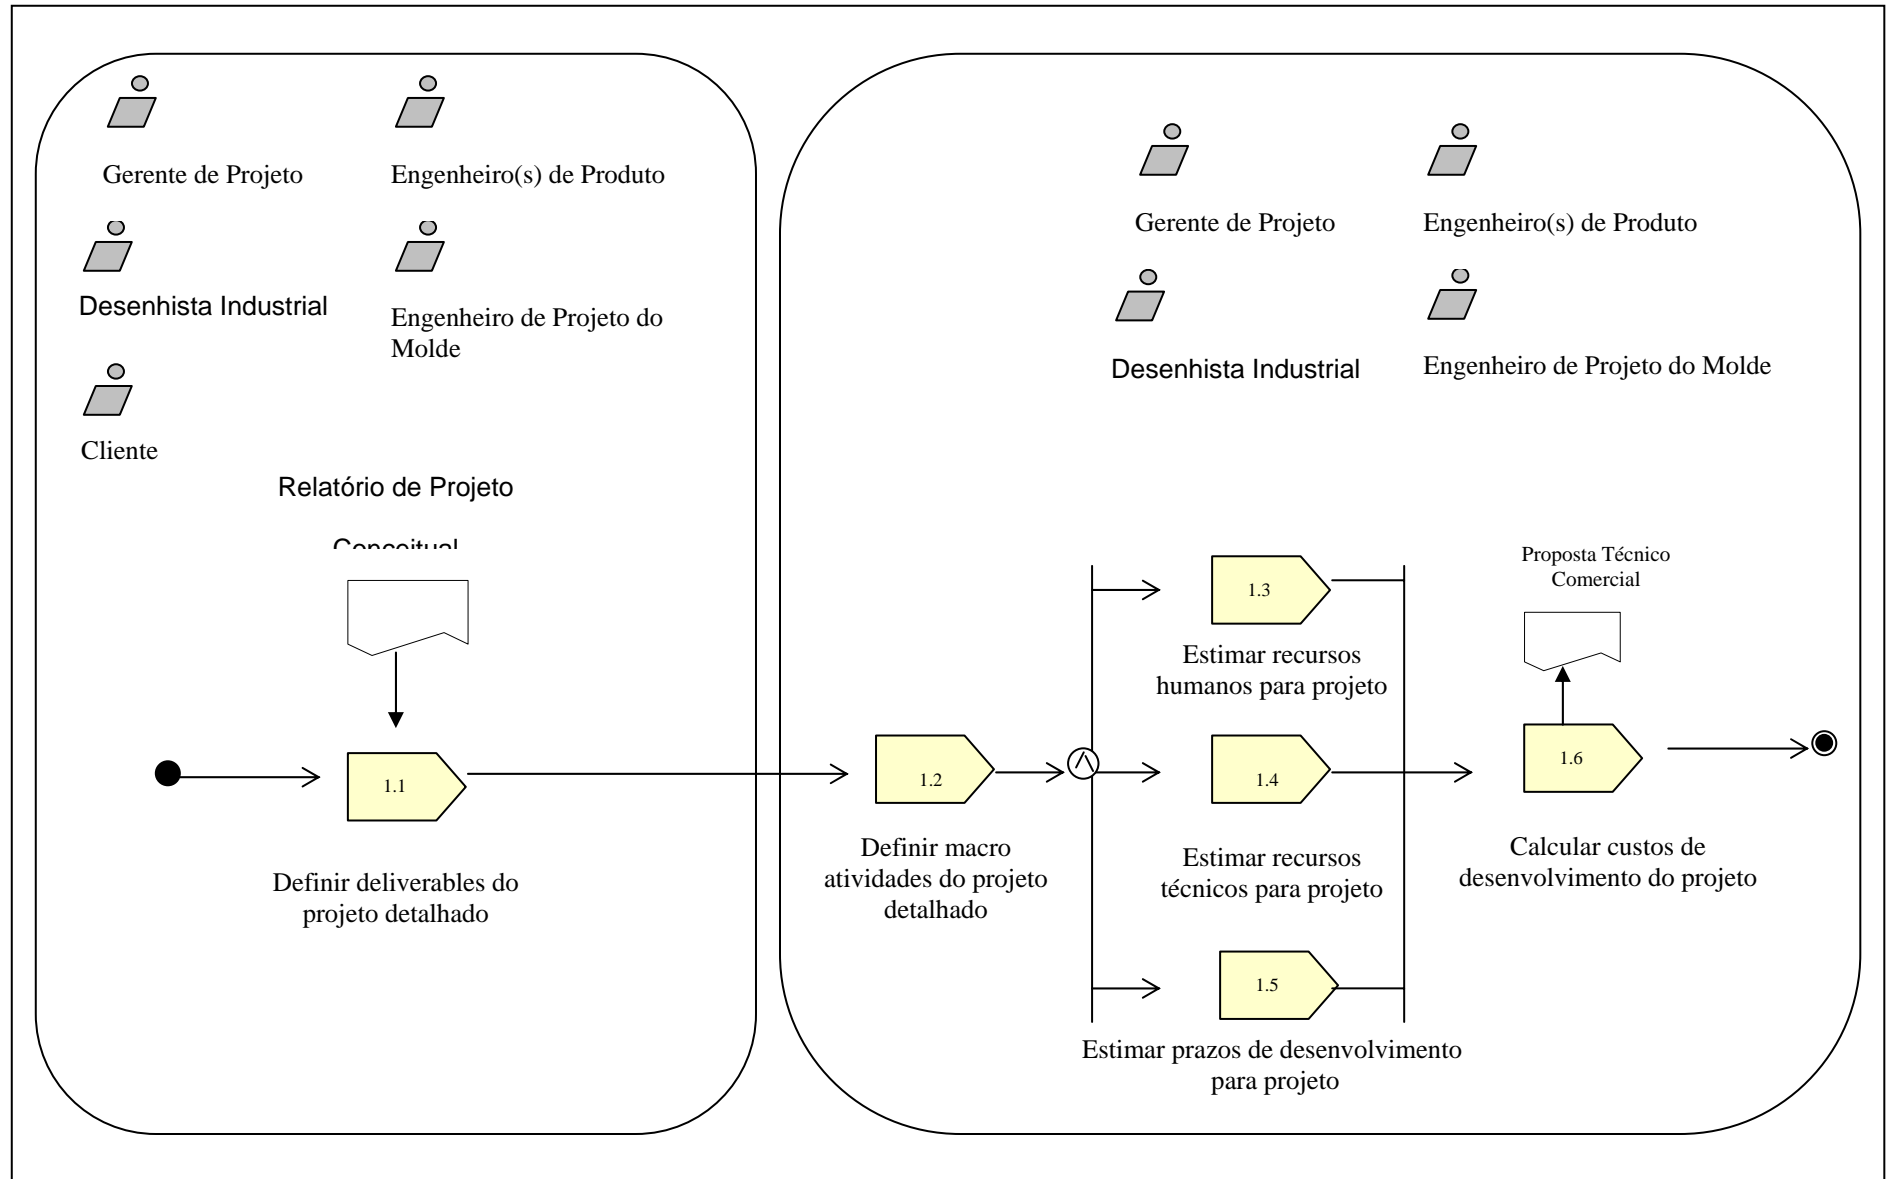 Gerente de Projeto
Engenheiro(s) de Produto
Desenhista Industrial
Engenheiro de Projeto do
Molde
Cliente
Relatório de Projeto
Conceitual
1.1
Definir deliverables do
projeto detalhado
Gerente de Projeto
Engenheiro(s) de Produto
Desenhista Industrial
Engenheiro de Projeto do Molde
1.2
Definir macro
atividades do projeto
detalhado
1.3
Estimar recursos
humanos para projeto
1.4
Estimar recursos
técnicos para projeto
1.5
Estimar prazos de desenvolvimento
para projeto
Proposta Técnico
Comercial
1.6
Calcular custos de
desenvolvimento do projeto